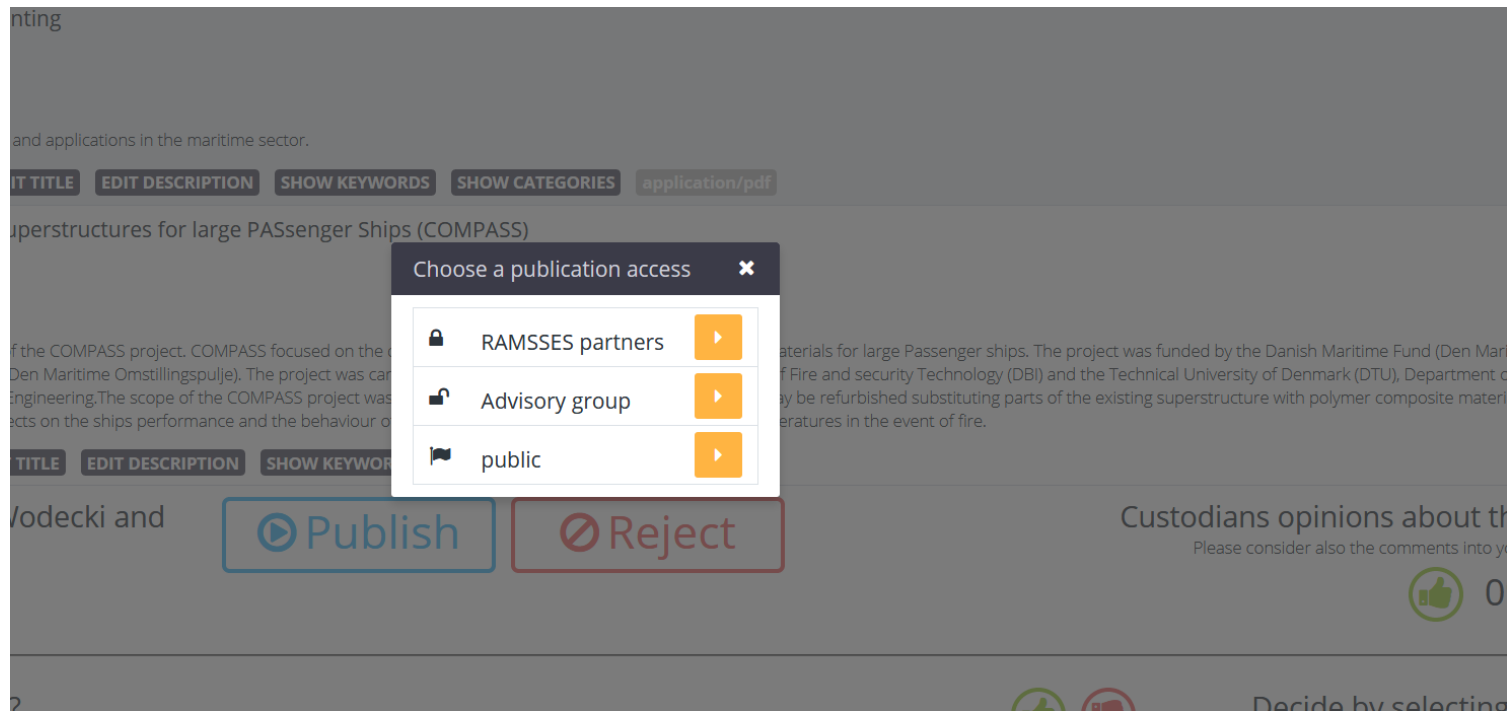 nting
and applications in the maritime sector.
IT TITLE EDIT DESCRIPTION SHOW KEYWORDS SHOW CATEGORIES application/pdf
uperstructures for large PASsenger Ships (COMPASS)
Choose a publication access
RAMSSES partners
Advisory group
public
of the COMPASS project. COMPASS focused on the aterials for large Passenger ships. The project was funded by the Danish Maritime Fund (Den Mari
Den Maritime Omstillingspulje). The project was car f Fire and security Technology (DBI) and the Technical University of Denmark (DTU), Department o
Engineering.The scope of the COMPASS project was ay be refurbished substituting parts of the existing superstructure with polymer composite materi
ects on the ships performance and the behaviour o eratures in the event of fire.
TITLE EDIT DESCRIPTION SHOW KEYWOR
Wodecki and
Publish
Reject
Custodians opinions about th
Please consider also the comments into yo
0
?
Decide by selecting